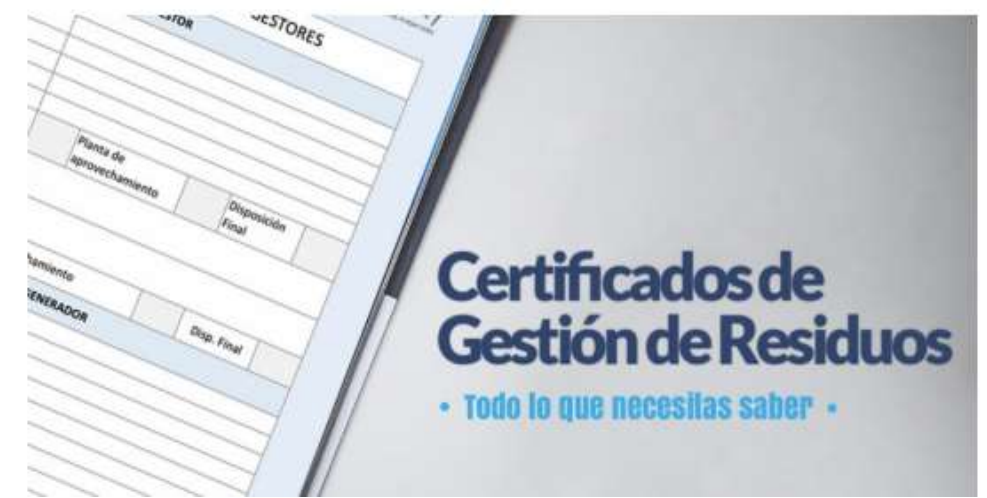 GESTORES
Planta de
aprovechamiento
Disposición
Final
GENERADOR
Disp. Final
Certificados de
Gestión de Residuos
• Todo lo que necesitas saber •